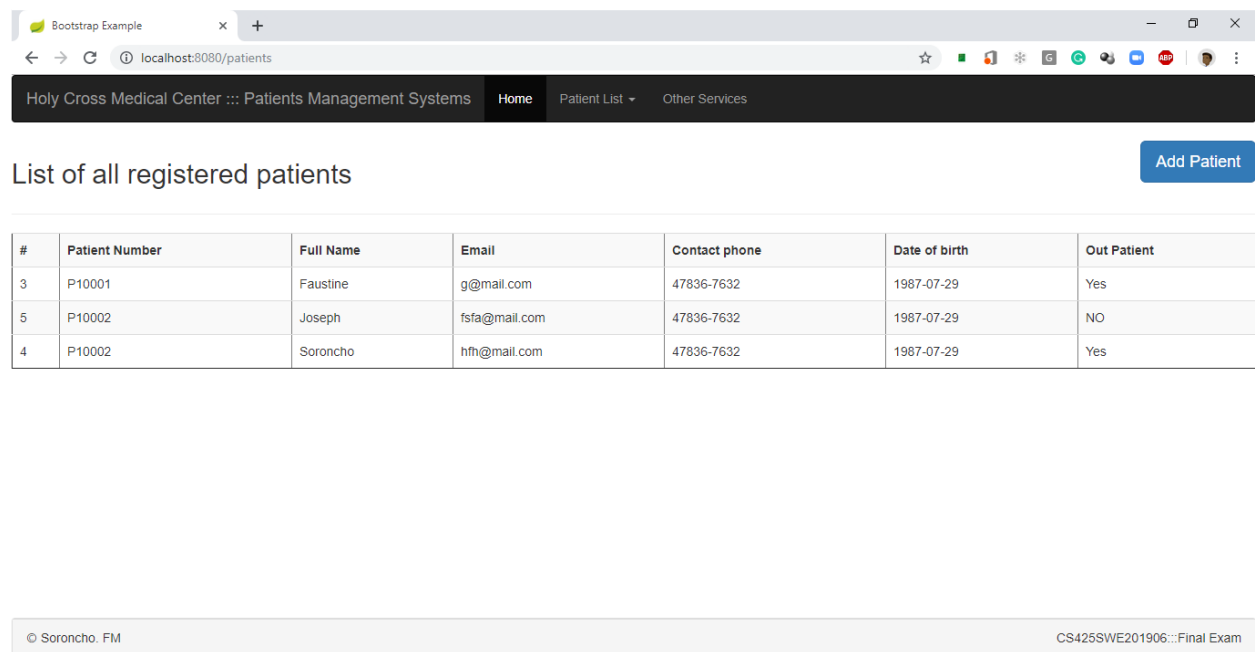 Bootstrap Example
localhost:8080/patients
G G ABP
Holy Cross Medical Center ::: Patients Management Systems Home Patient List Other Services
List of all registered patients
Add Patient
# Patient Number Full Name Email Contact phone Date of birth Out Patient
3 P10001 Faustine g@mail.com 47836-7632 1987-07-29 Yes
5 P10002 Joseph fsfa@mail.com 47836-7632 1987-07-29 NO
4 P10002 Soroncho hfh@mail.com 47836-7632 1987-07-29 Yes
© Soroncho. FM CS425SWE201906:::Final Exam